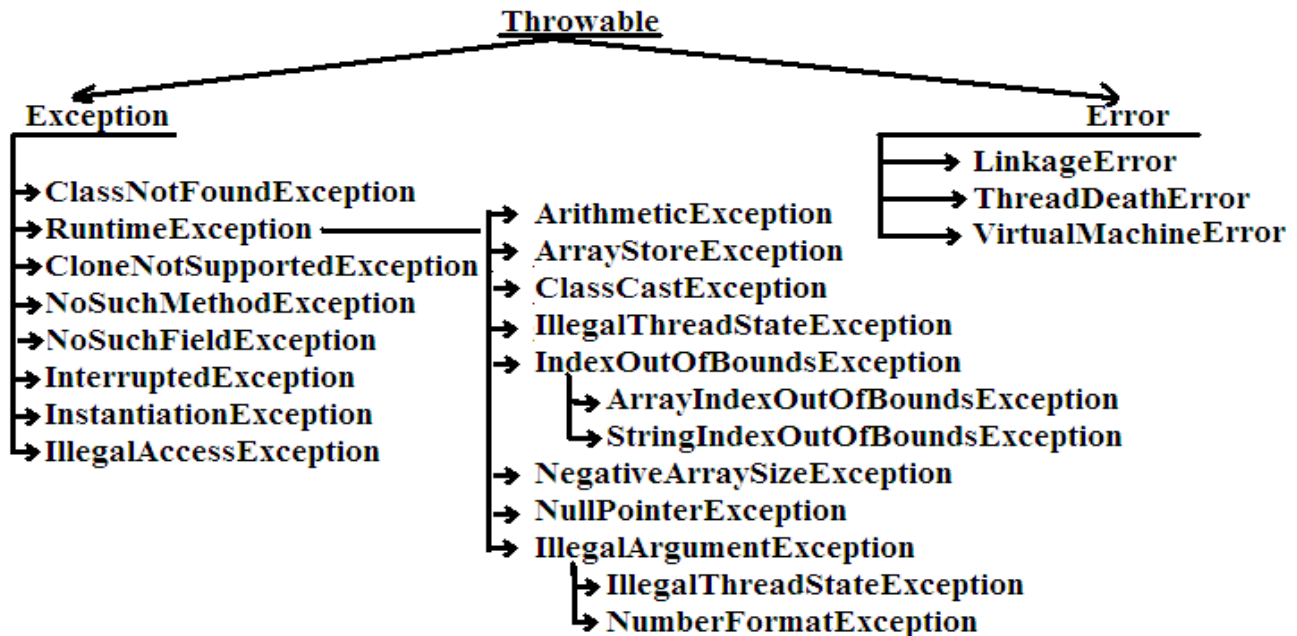 Throwable
Exception
ClassNotFoundException
RuntimeException
CloneNotSupportedException
NoSuchMethodException
NoSuchFieldException
InterruptedException
InstantiationException
IllegalAccessException
ArithmeticException
ArrayStoreException
ClassCastException
IllegalThreadStateException
IndexOutOfBoundsException
ArrayIndexOutOfBoundsException
StringIndexOutOfBoundsException
NegativeArraySizeException
NullPointerException
IllegalArgumentException
IllegalThreadStateException
NumberFormatException
Error
LinkageError
ThreadDeathError
VirtualMachineError